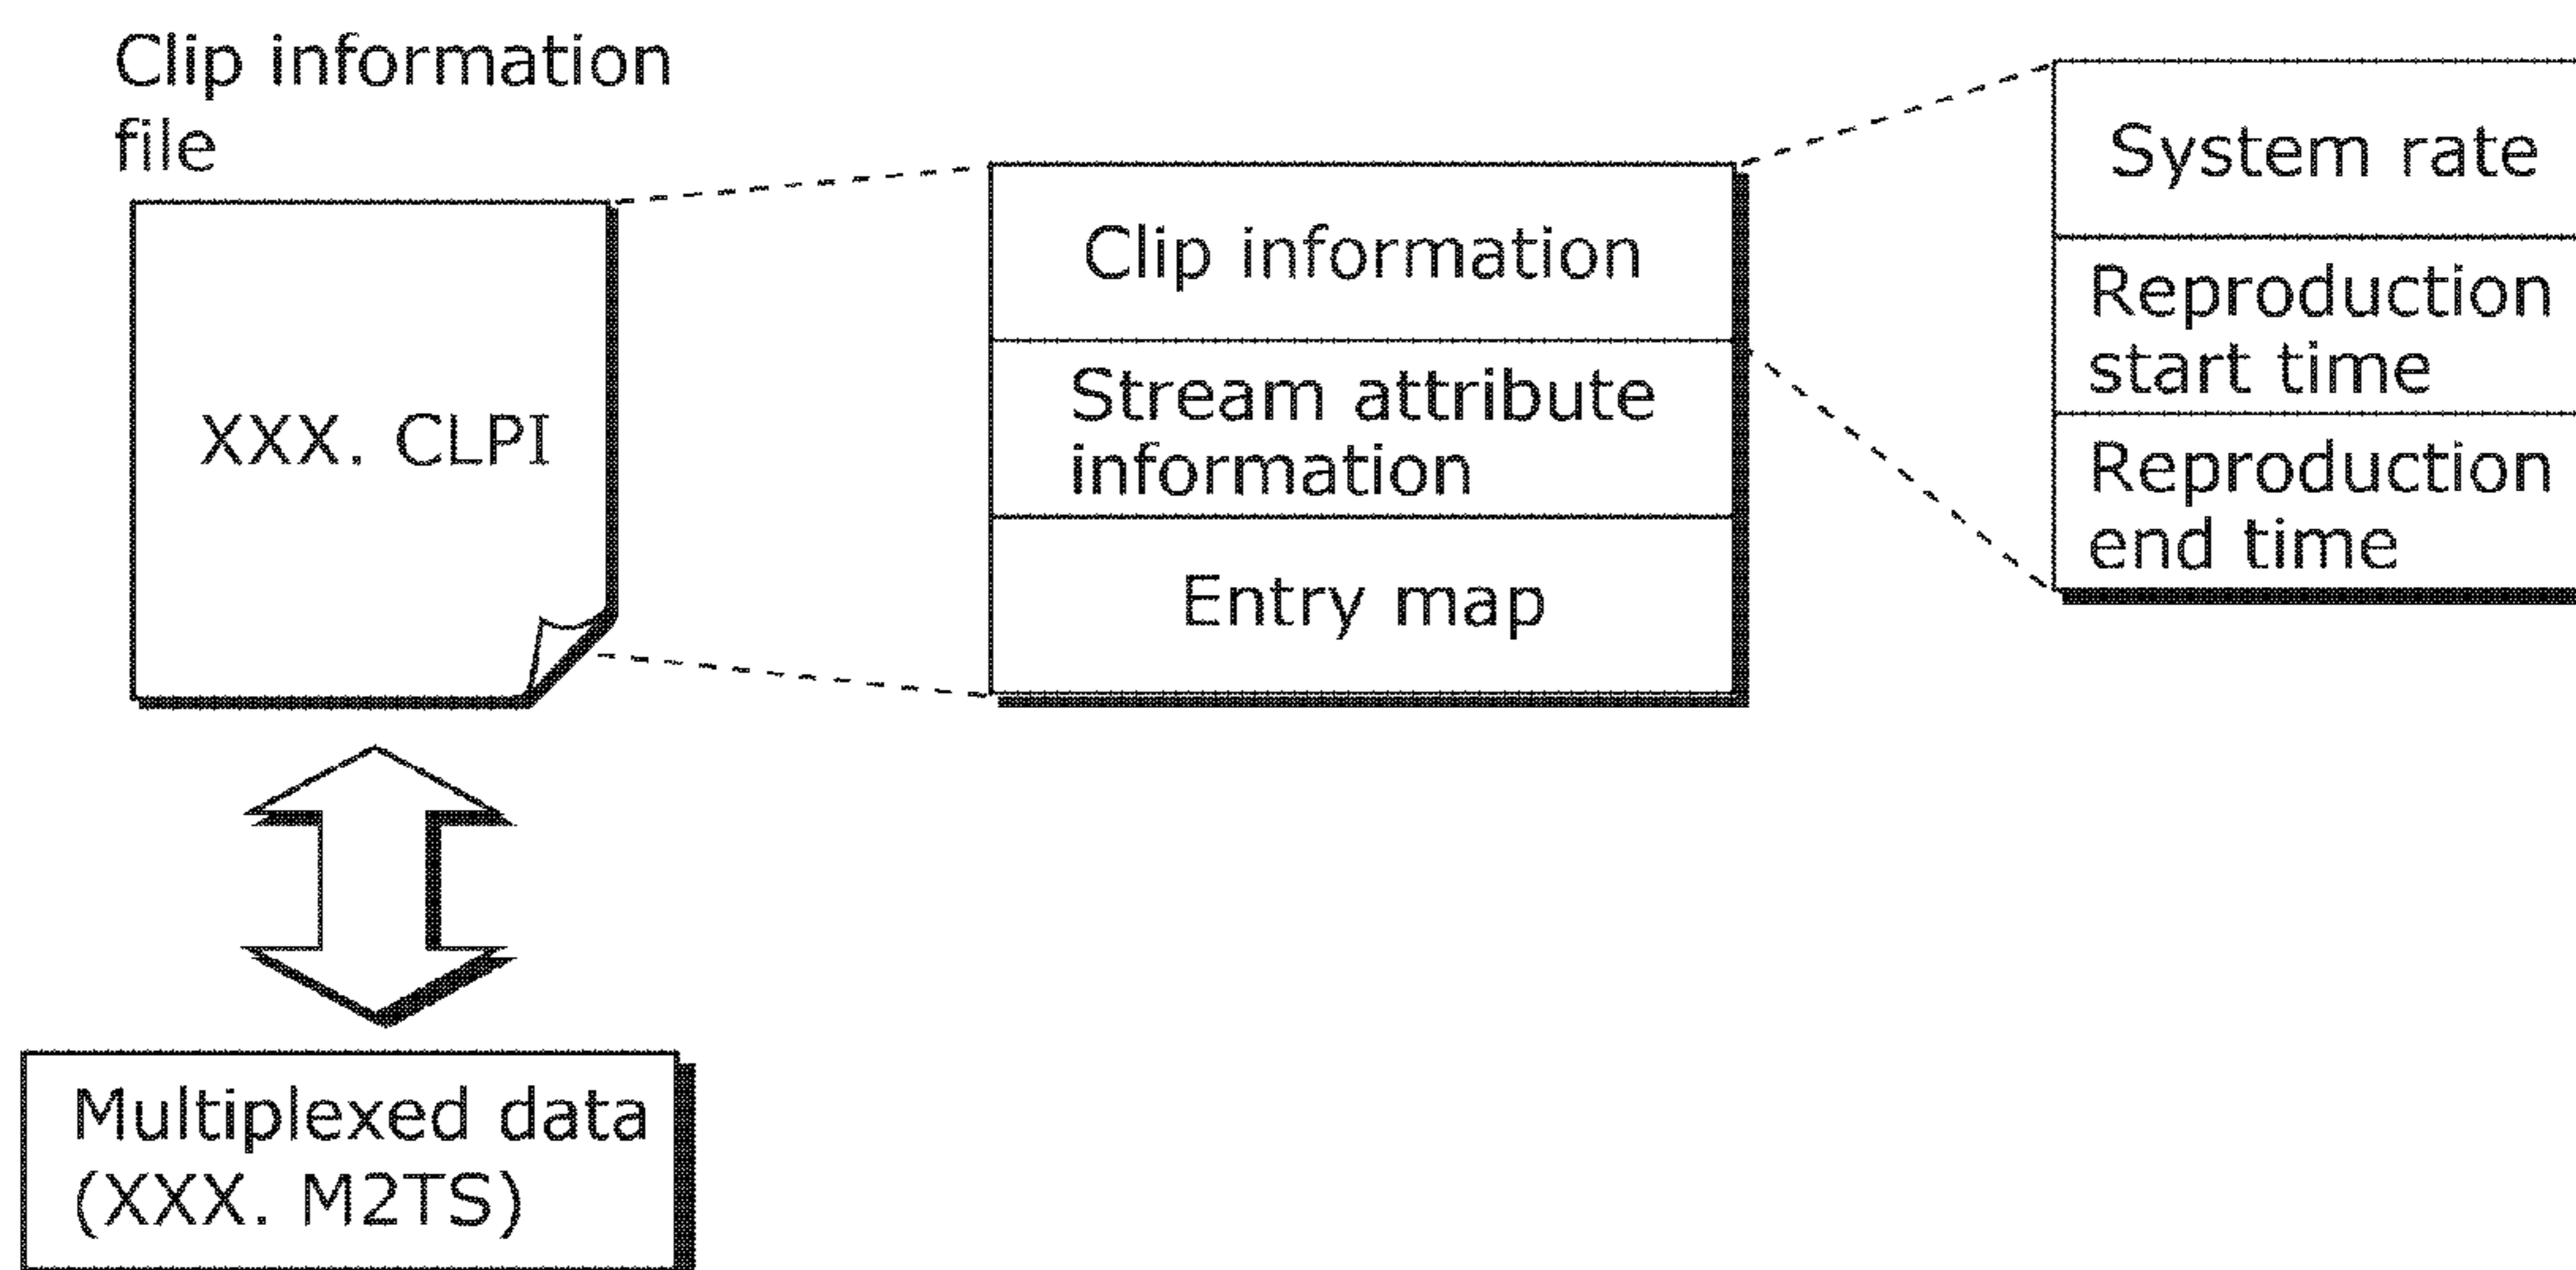 Clip information
file
XXX. CLPI
Clip information
Stream attribute
information
Entry map
System rate
Reproduction
start time
Reproduction
end time
Multiplexed data
(XXX. M2TS)